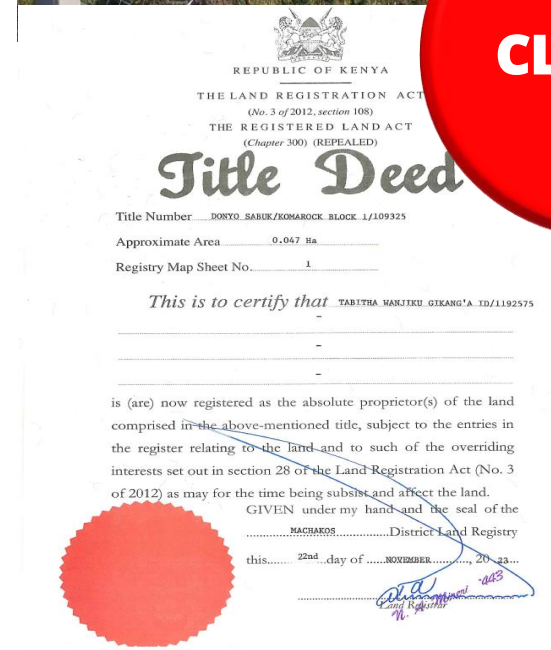 CL
REPUBLIC OF KENYA
THE LAND REGISTRATION ACT
(No. 3 of 2012, section 108)
THE REGISTERED LAND ACT
(Chapter 300) (REPEALED)
Title Deed
Title Number DONYO SABUK/KOMAROCK BLOCK 1/109325
Approximate Area 0.047 Ha
Registry Map Sheet No. 1
This is to certify that TABITHA WANJIKU GIKANG'A ID/1192575
-
-
-
is (are) now registered as the absolute proprietor(s) of the land
comprised in the above-mentioned title, subject to the entries in
the register relating to the land and to such of the overriding
interests set out in section 28 of the Land Registration Act (No. 3
of 2012) as may for the time being subsist and affect the land.
GIVEN under my hand and the seal of the
MACHAKOS District Land Registry
this 22nd day of NOVEMBER, 20 23
Land Registrar
N. A -443